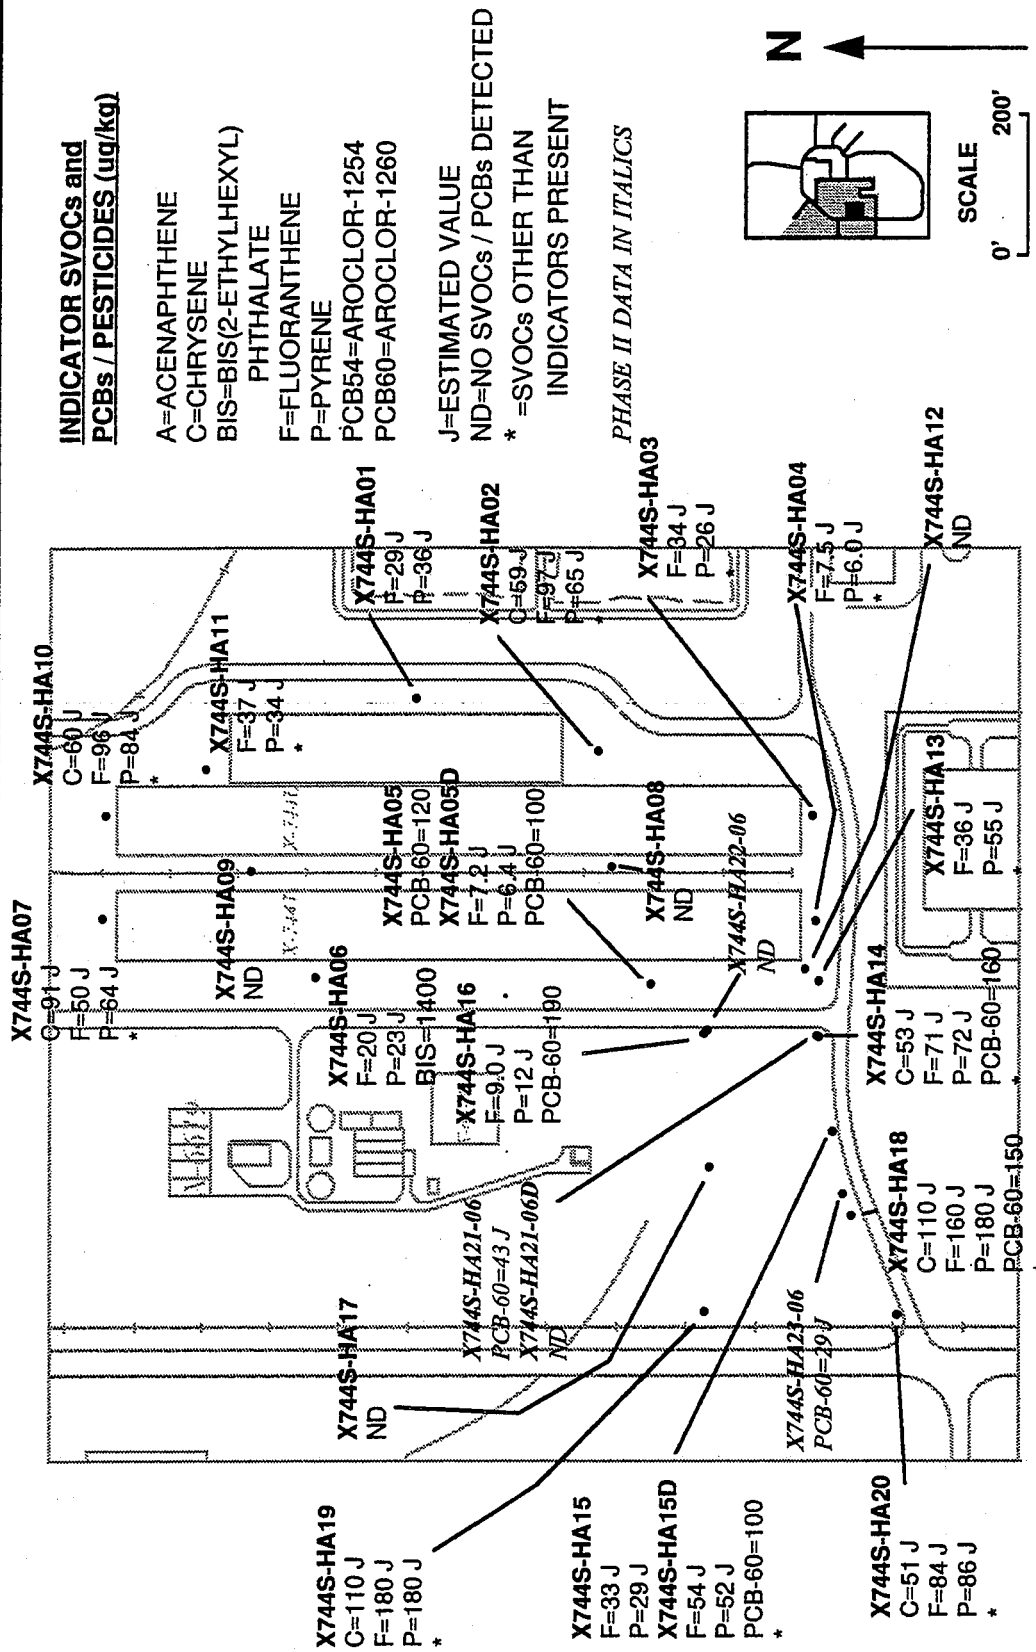 INDICATOR SVOCs and
PCBs / PESTICIDES (ug/kg)
A=ACENAPHTHENE
C=CHRYSENE
BIS=BIS(2-ETHYLHEXYL)
PHTHALATE
F=FLUORANTHENE
P=PYRENE
PCB54=AROCLOR-1254
PCB60=AROCLOR-1260
J=ESTIMATED VALUE
ND=NO SVOCs / PCBs DETECTED
* =SVOCs OTHER THAN
INDICATORS PRESENT
PHASE II DATA IN ITALICS
N
SCALE
0' 200'
X744S-HA07
C=91 J
F=50 J
P=64 J
*
X744S-HA10
C=60 J
F=96 J
P=84 J
*
X744S-HA11
F=37 J
P=34 J
*
X744S-HA01
F=29 J
P=36 J
X744S-HA02
C=59 J
F=97 J
P=65 J
*
X744S-HA03
F=34 J
P=26 J
*
X744S-HA04
F=7.5 J
P=6.0 J
*
X744S-HA12
ND
X744S-HA09
ND
X744S-HA05
PCB-60=120
X744S-HA05D
F=7.2 J
P=6.4 J
PCB-60=100
X744S-HA08
ND
X744S-HA22-06
ND
X744S-HA06
F=20 J
P=23 J
BIS=1400
X744S-HA16
F=9.0 J
P=12 J
PCB-60=190
X744S-HA13
F=36 J
P=55 J
*
X744S-HA14
C=53 J
F=71 J
P=72 J
PCB-60=160
*
X744S-HA17
ND
X744S-HA21-06
PCB-60=43 J
X744S-HA21-06D
ND
X744S-HA18
C=110 J
F=160 J
P=180 J
PCB-60=150
X744S-HA23-06
PCB-60=29 J
X744S-HA19
C=110 J
F=180 J
P=180 J
*
X744S-HA15
F=33 J
P=29 J
X744S-HA15D
F=54 J
P=52 J
PCB-60=100
*
X744S-HA20
C=51 J
F=84 J
P=86 J
*